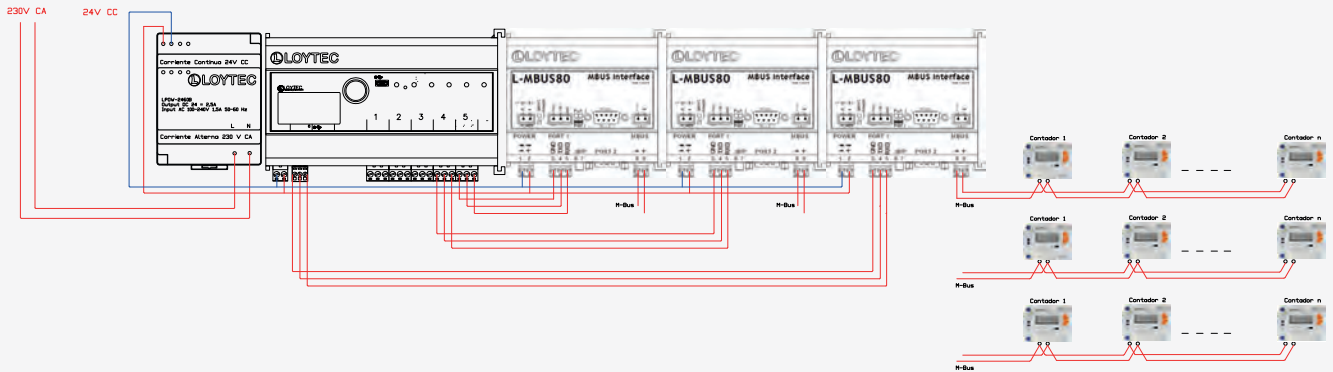 230V CA
24V CC
Corriente Continua 24V CC
LOYTEC
LPOW-2460B
Output DC 24 = 2,5A
Input AC 100-240V 1,5A 50-60 Hz
L N
Corriente Alterna 230 V CA
LOYTEC
LOYTEC
1 2 3 4 5
LOYTEC
L-MBUS80 MBUS Interface
POWER PORT 1 MBUS
PORT 2
LOYTEC
L-MBUS80 MBUS Interface
POWER PORT 1 MBUS
PORT 2
LOYTEC
L-MBUS80 MBUS Interface
POWER PORT 1 MBUS
PORT 2
M-Bus
M-Bus
M-Bus
Contador 1
Contador 2
Contador n
Contador 1
Contador 2
Contador n
M-Bus
Contador 1
Contador 2
Contador n
M-Bus